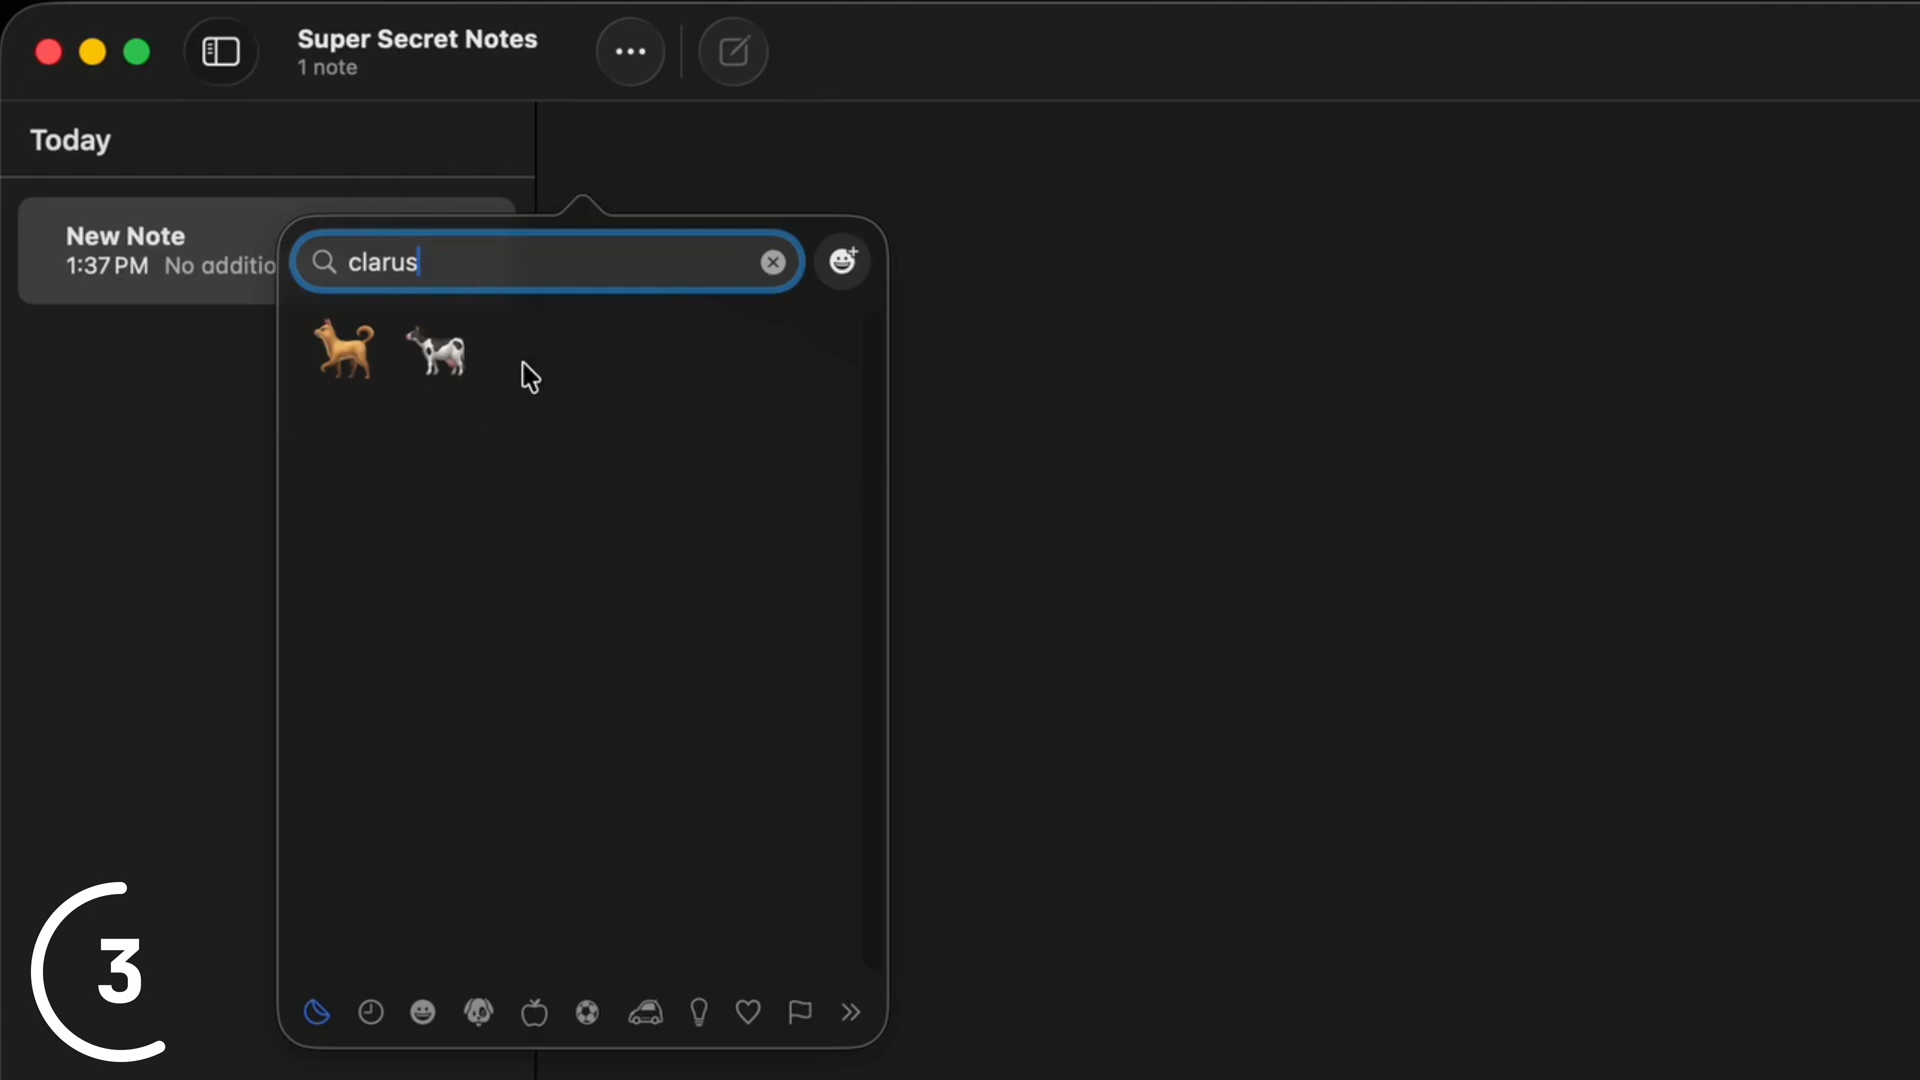 Super Secret Notes
1 note
Today
New Note
1:37 PM No additio
clarus
3